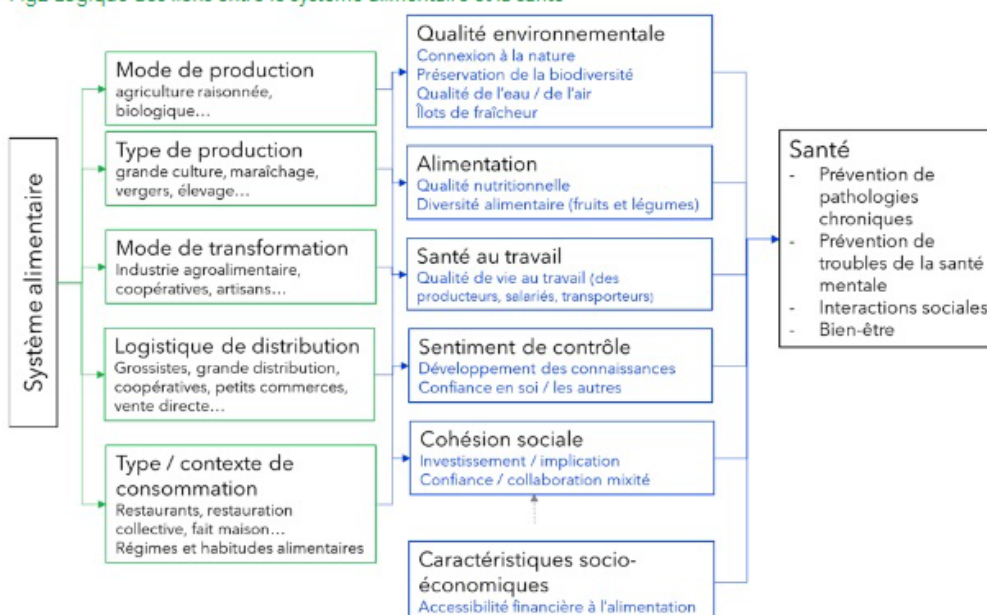 Système alimentaire
Mode de production
agriculture raisonnée,
biologique…
Type de production
grande culture, maraîchage,
vergers, élevage…
Mode de transformation
Industrie agroalimentaire,
coopératives, artisans…
Logistique de distribution
Grossistes, grande distribution,
coopératives, petits commerces,
vente directe…
Type / contexte de
consommation
Restaurants, restauration
collective, fait maison…
Régimes et habitudes alimentaires
Qualité environnementale
Connexion à la nature
Préservation de la biodiversité
Qualité de l'eau / de l'air
Îlots de fraîcheur
Alimentation
Qualité nutritionnelle
Diversité alimentaire (fruits et légumes)
Santé au travail
Qualité de vie au travail (des
producteurs, salariés, transporteurs)
Sentiment de contrôle
Développement des connaissances
Confiance en soi / les autres
Cohésion sociale
Investissement / implication
Confiance / collaboration mixité
Caractéristiques socio-
économiques
Accessibilité financière à l'alimentation
Santé
- Prévention de
pathologies
chroniques
- Prévention de
troubles de la santé
mentale
- Interactions sociales
- Bien-être